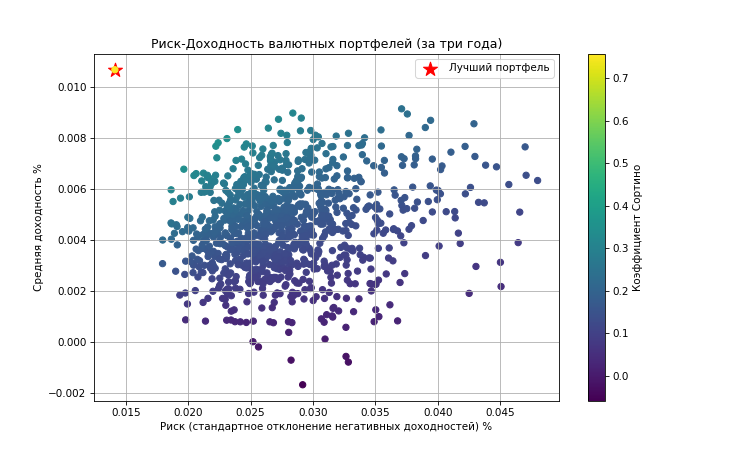 Риск-Доходность валютных портфелей (за три года)
Лучший портфель
Средняя доходность %
0.010
0.008
0.006
0.004
0.002
0.000
−0.002
0.015 0.020 0.025 0.030 0.035 0.040 0.045
Риск (стандартное отклонение негативных доходностей) %
0.7
0.6
0.5
0.4
0.3
0.2
0.1
0.0
Коэффициент Сортино